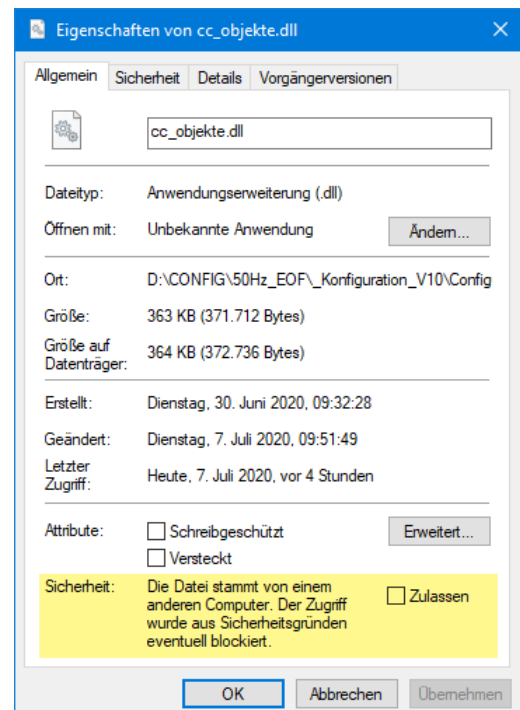 Eigenschaften von cc_objekte.dll
Allgemein Sicherheit Details Vorgängerversionen
cc_objekte.dll
Dateityp: Anwendungserweiterung (.dll)
Öffnen mit: Unbekannte Anwendung Ändern...
Ort: D:\CONFIG\50Hz_EOF\_Konfiguration_V10\Config
Größe: 363 KB (371.712 Bytes)
Größe auf
Datenträger: 364 KB (372.736 Bytes)
Erstellt: Dienstag, 30. Juni 2020, 09:32:28
Geändert: Dienstag, 7. Juli 2020, 09:51:49
Letzter
Zugriff: Heute, 7. Juli 2020, vor 4 Stunden
Attribute: Schreibgeschützt Erweitert...
Versteckt
Sicherheit: Die Datei stammt von einem
anderen Computer. Der Zugriff Zulassen
wurde aus Sicherheitsgründen
eventuell blockiert.
OK Abbrechen Übernehmen